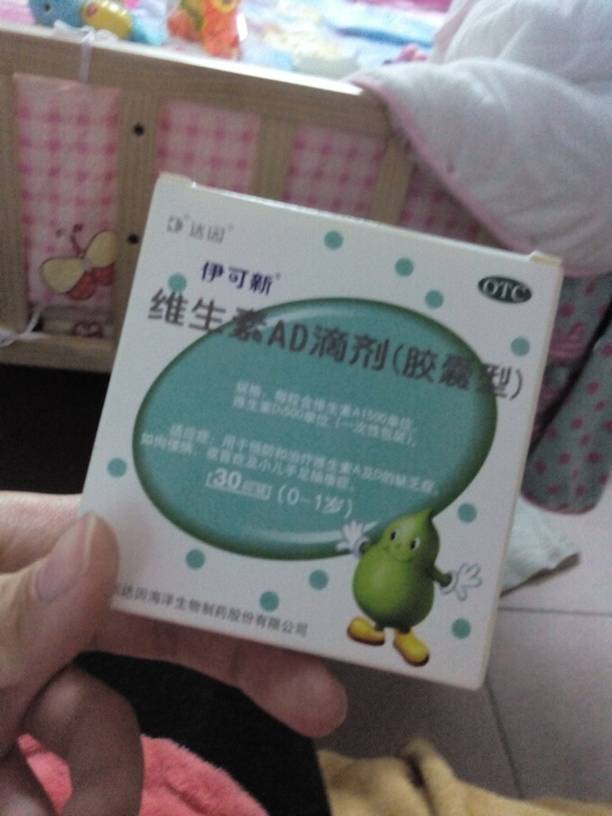 达因
伊可新
OTC
维生素AD滴剂(胶囊型)
规格：每粒含维生素A1500单位，
维生素D500单位（一次性包装）。
适应症：用于预防和治疗维生素A及D的缺乏症。
如佝偻病、夜盲症及小儿手足抽搐症。
30粒装 (0-1岁)
达因海洋生物制药股份有限公司